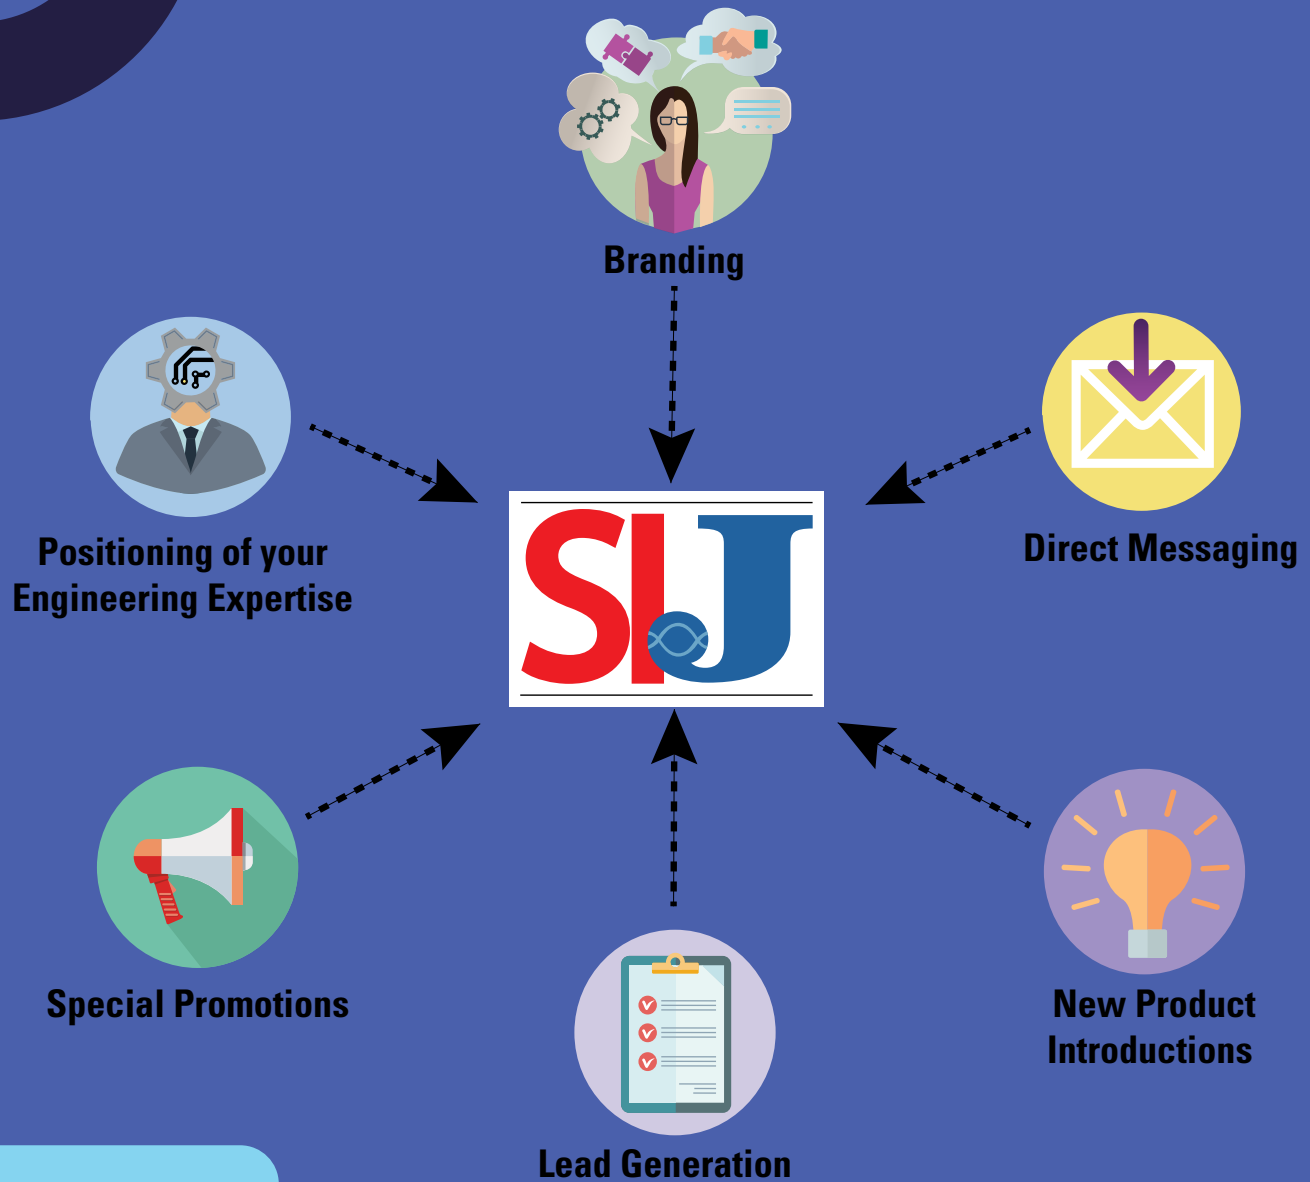 Branding
Positioning of your
Engineering Expertise
Direct Messaging
SIJ
Special Promotions
New Product
Introductions
Lead Generation